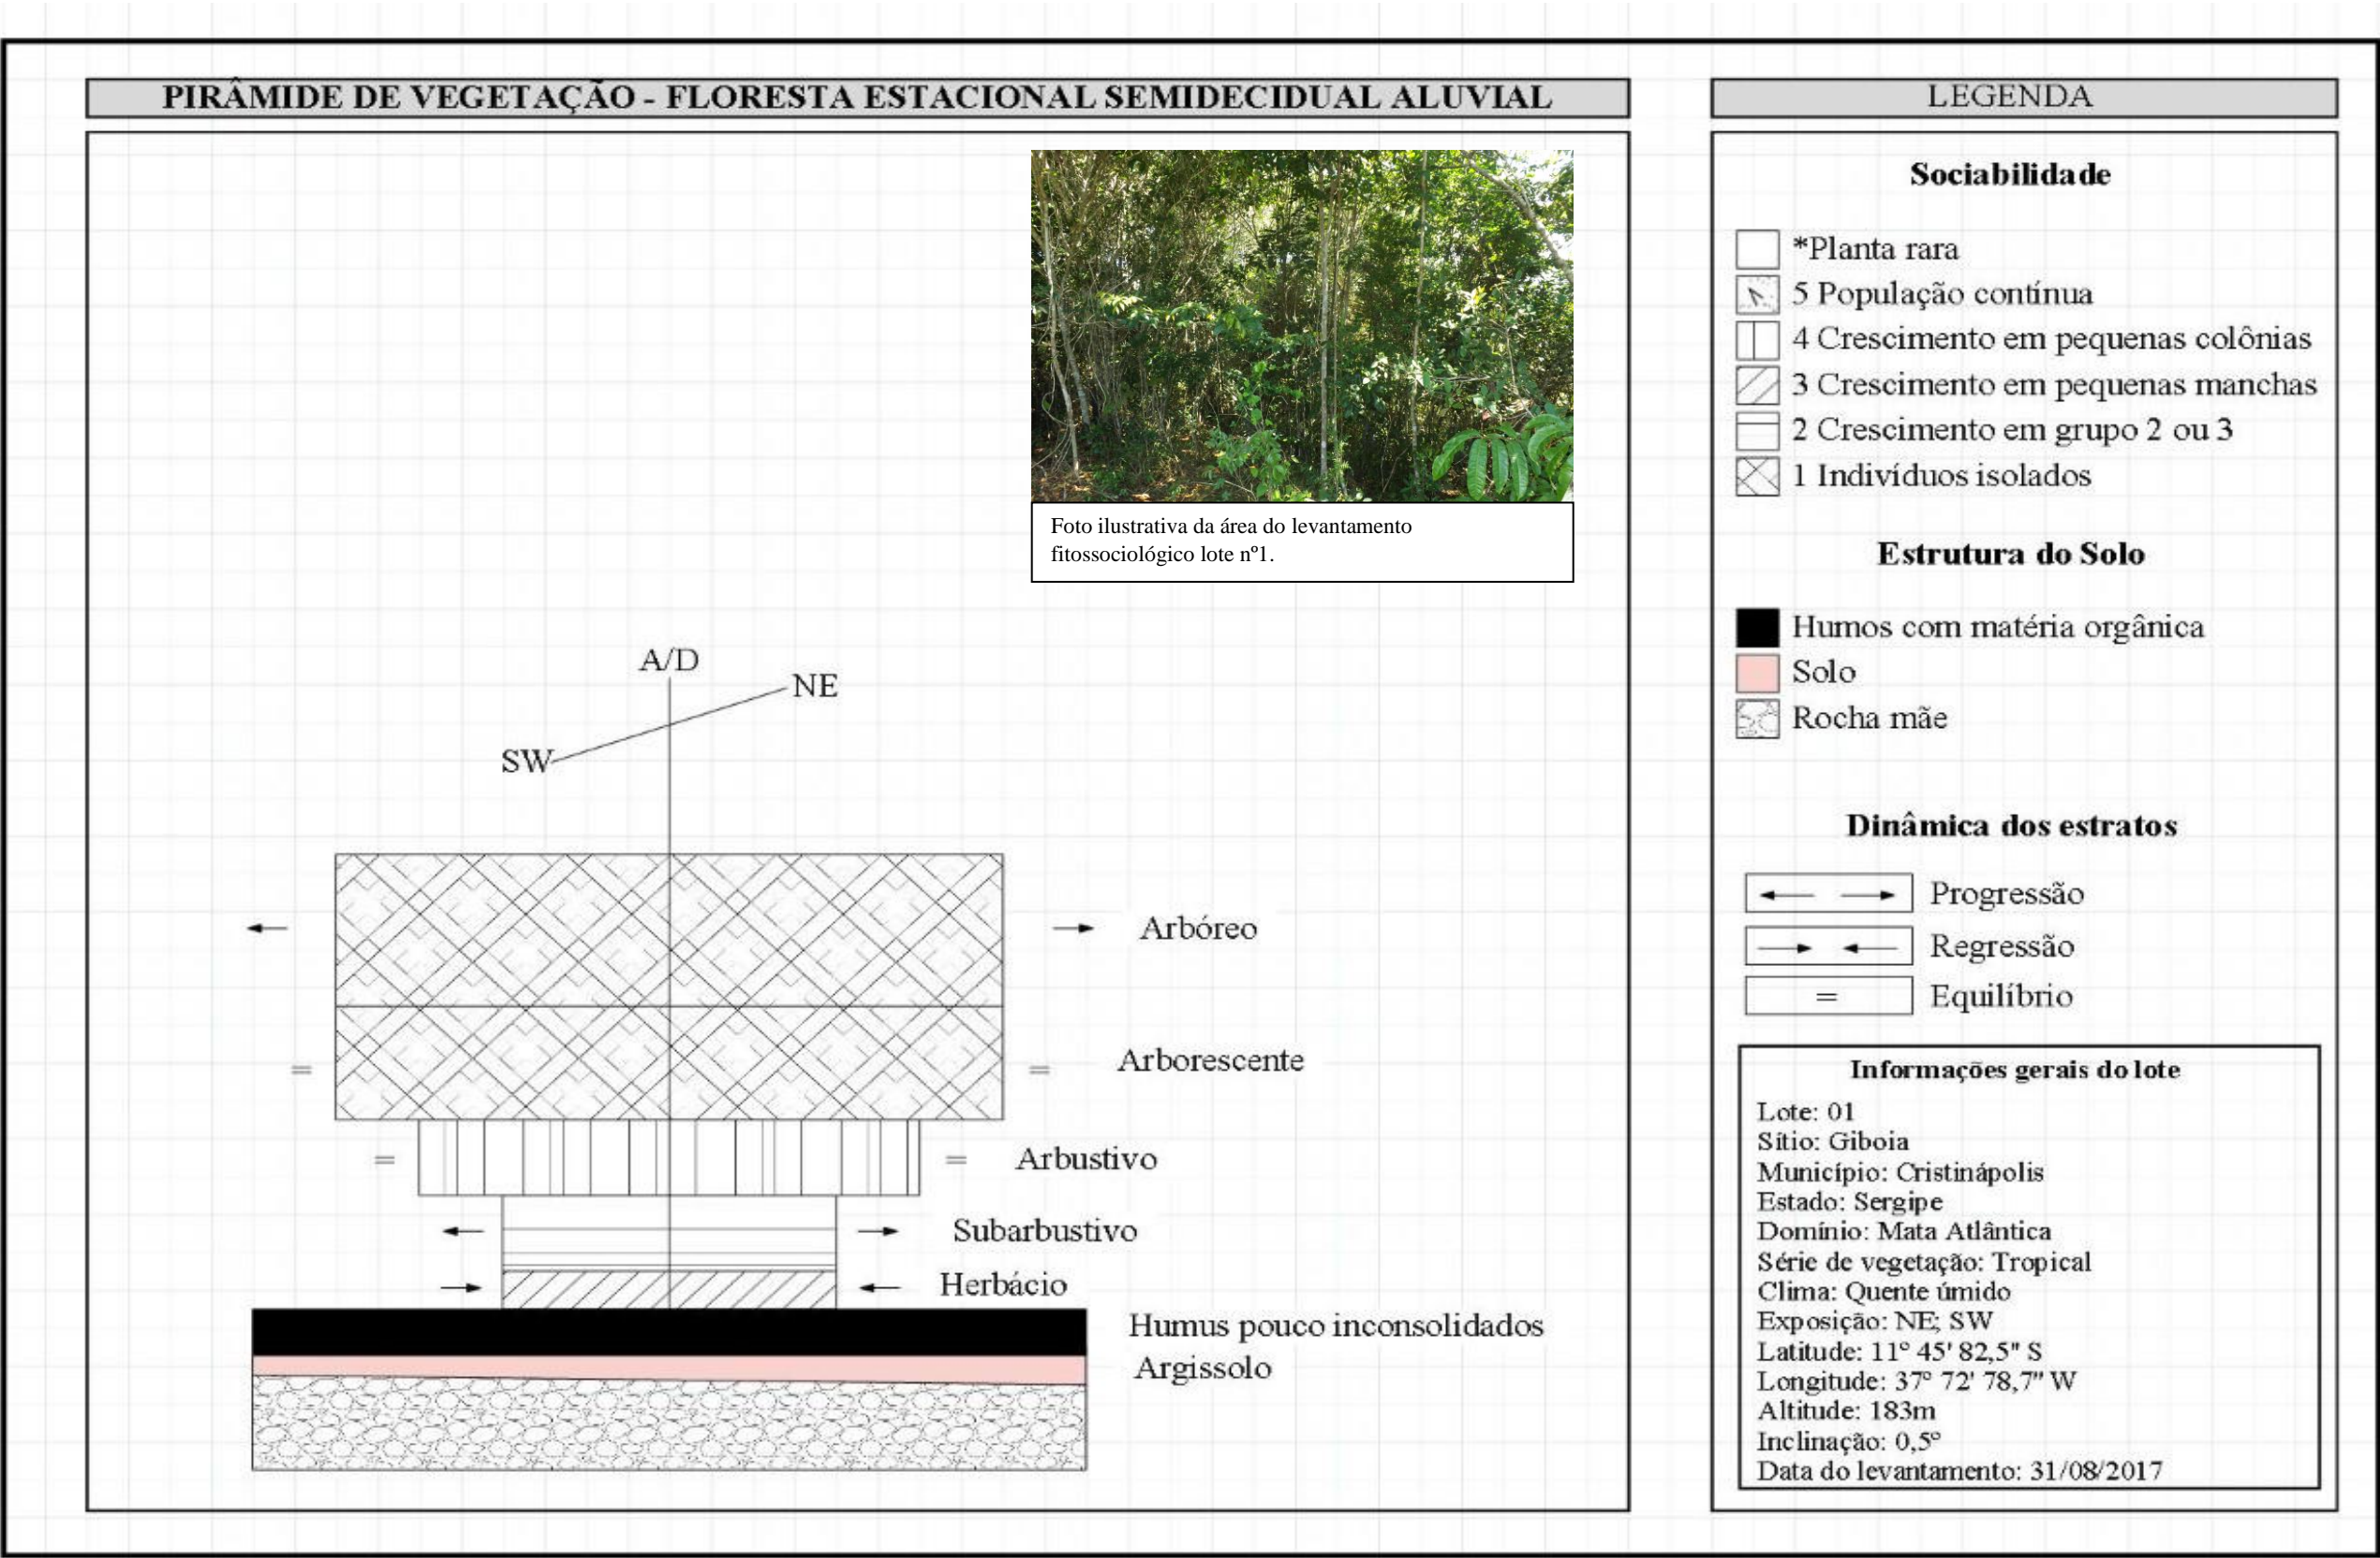 PIRÂMIDE DE VEGETAÇÃO - FLORESTA ESTACIONAL SEMIDECIDUAL ALUVIAL
Foto ilustrativa da área do levantamento
fitossociológico lote nº1.
A/D
NE
SW
Arbóreo
= = Arborescente
= = Arbustivo
Subarbustivo
Herbácio
Humus pouco inconsolidados
Argissolo
LEGENDA
Sociabilidade
*Planta rara
5 População contínua
4 Crescimento em pequenas colônias
3 Crescimento em pequenas manchas
2 Crescimento em grupo 2 ou 3
1 Indivíduos isolados
Estrutura do Solo
Humos com matéria orgânica
Solo
Rocha mãe
Dinâmica dos estratos
Progressão
Regressão
= Equilíbrio
Informações gerais do lote
Lote: 01
Sítio: Giboia
Município: Cristinápolis
Estado: Sergipe
Domínio: Mata Atlântica
Série de vegetação: Tropical
Clima: Quente úmido
Exposição: NE; SW
Latitude: 11° 45' 82,5" S
Longitude: 37° 72' 78,7" W
Altitude: 183m
Inclinação: 0,5°
Data do levantamento: 31/08/2017